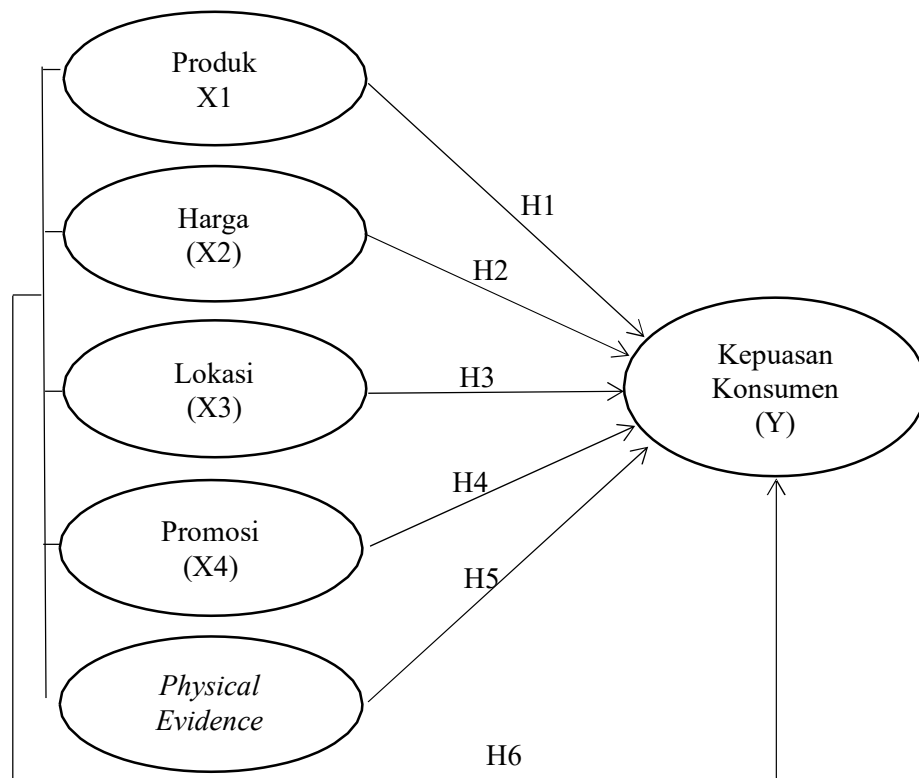 Produk
X1
H1
Harga
(X2)
H2
Lokasi
(X3)
H3
Kepuasan
Konsumen
(Y)
Promosi
(X4)
H4
H5
Physical
Evidence
H6